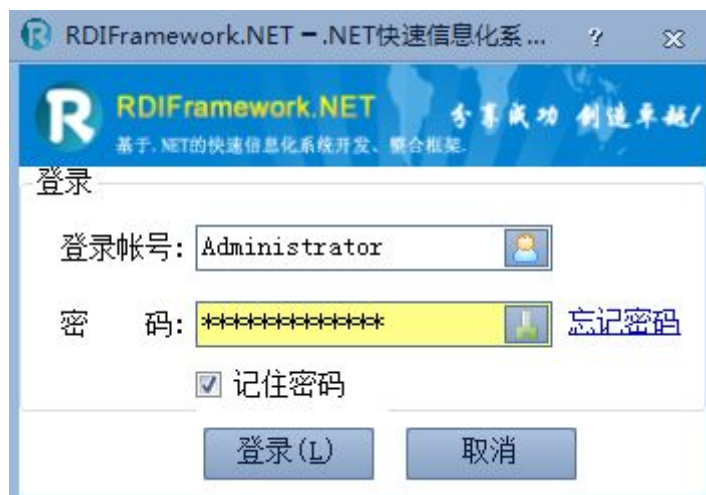 RDIFramework.NET━.NET快速信息化系...
RDIFramework.NET
分享成功 创造卓越!
基于.NET的快速信息化系统开发、整合框架.
登录
登录帐号: Administrator
密 码: ************* 忘记密码
记住密码
登录(L) 取消